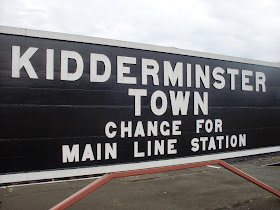 KIDDERMINSTER
TOWN
CHANGE FOR
MAIN LINE STATION